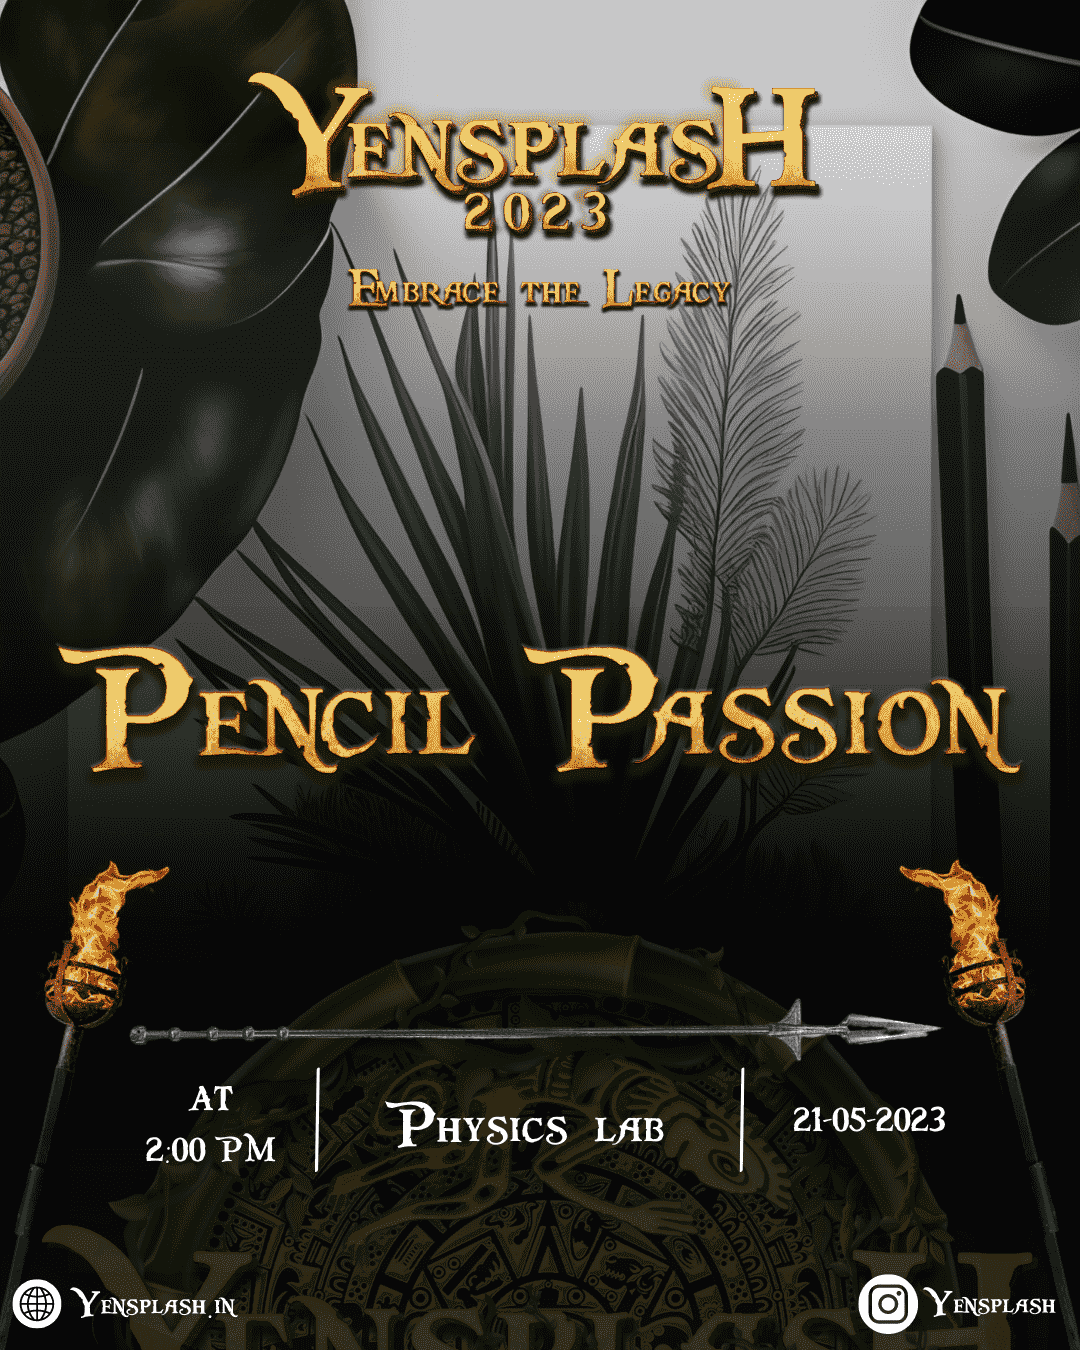 Yensplash
2023
Embrace the Legacy
Pencil Passion
At
2:00 PM
Physics lab
21-05-2023
Yensplash.in
Yensplash
Yensplash